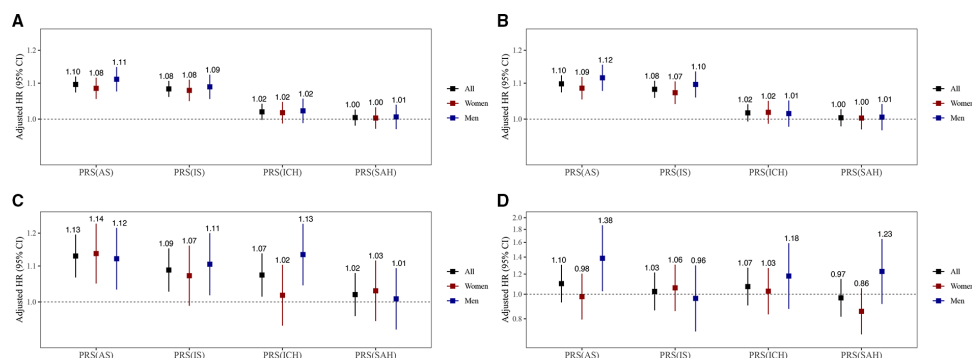 A
Adjusted HR (95% CI)
1.2
1.1
1.0
1.10 1.08 1.11
1.08 1.08 1.09
1.02 1.02 1.02
1.00 1.00 1.01
PRS(AS) PRS(IS) PRS(ICH) PRS(SAH)
All
Women
Men
B
Adjusted HR (95% CI)
1.2
1.1
1.0
1.10 1.09 1.12
1.08 1.07 1.10
1.02 1.02 1.02
1.00 1.00 1.01
PRS(AS) PRS(IS) PRS(ICH) PRS(SAH)
All
Women
Men
C
Adjusted HR (95% CI)
1.2
1.1
1.0
1.13 1.14 1.12
1.09 1.07 1.11
1.07 1.02 1.13
1.02 1.03 1.01
PRS(AS) PRS(IS) PRS(ICH) PRS(SAH)
All
Women
Men
D
Adjusted HR (95% CI)
2.0
1.8
1.6
1.4
1.2
1.0
0.8
1.10 0.98 1.38
1.03 1.06 0.96
1.07 1.03 1.18
0.97 0.86 1.23
PRS(AS) PRS(IS) PRS(ICH) PRS(SAH)
All
Women
Men